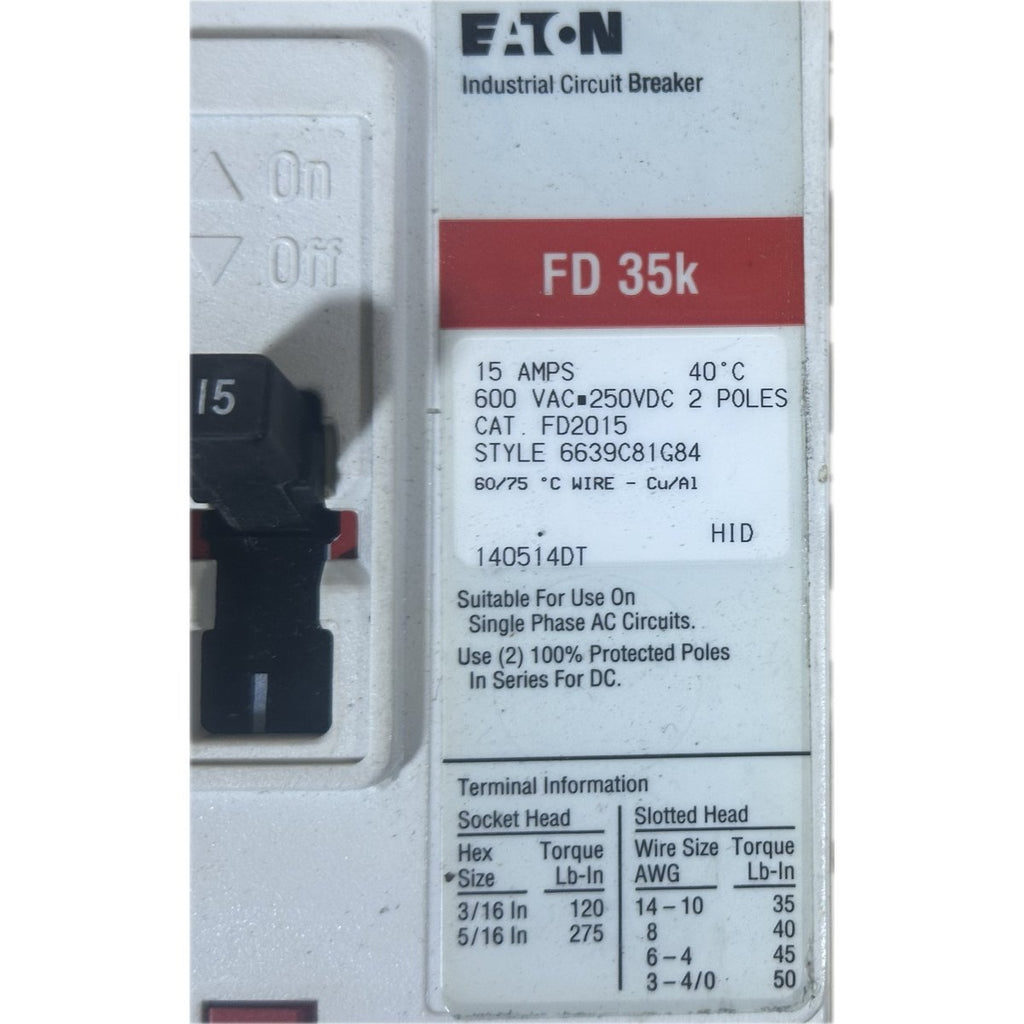 EATON
Industrial Circuit Breaker
On
Off
FD 35k
15
15 AMPS 40°C
600 VAC▪250VDC 2 POLES
CAT. FD2015
STYLE 6639C81G84
60/75 °C WIRE - Cu/Al
HID
140514DT
Suitable For Use On
Single Phase AC Circuits.
Use (2) 100% Protected Poles
In Series For DC.
Terminal Information
Socket Head
Hex Torque
Size Lb-In
3/16 In 120
5/16 In 275
Slotted Head
Wire Size Torque
AWG Lb-In
14 – 10 35
8 40
6 – 4 45
3 – 4/0 50